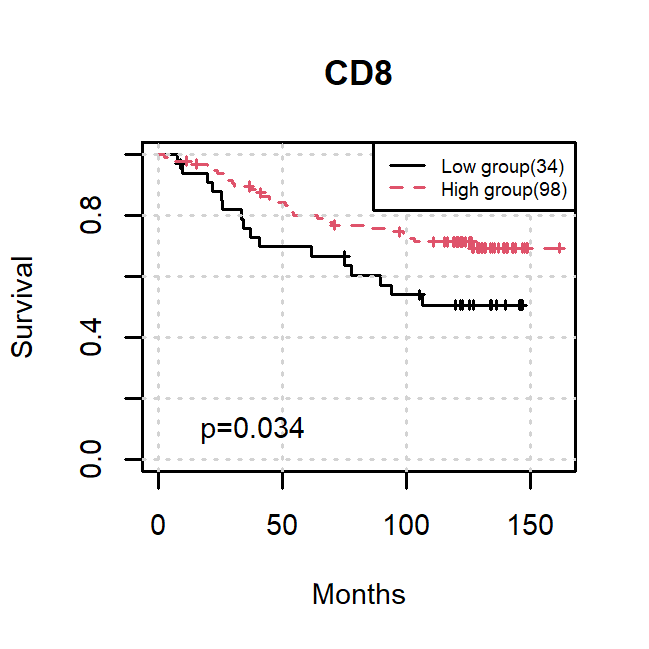 CD8
Low group(34)
High group(98)
Survival
0.8
0.4
0.0
p=0.034
0 50 100 150
Months